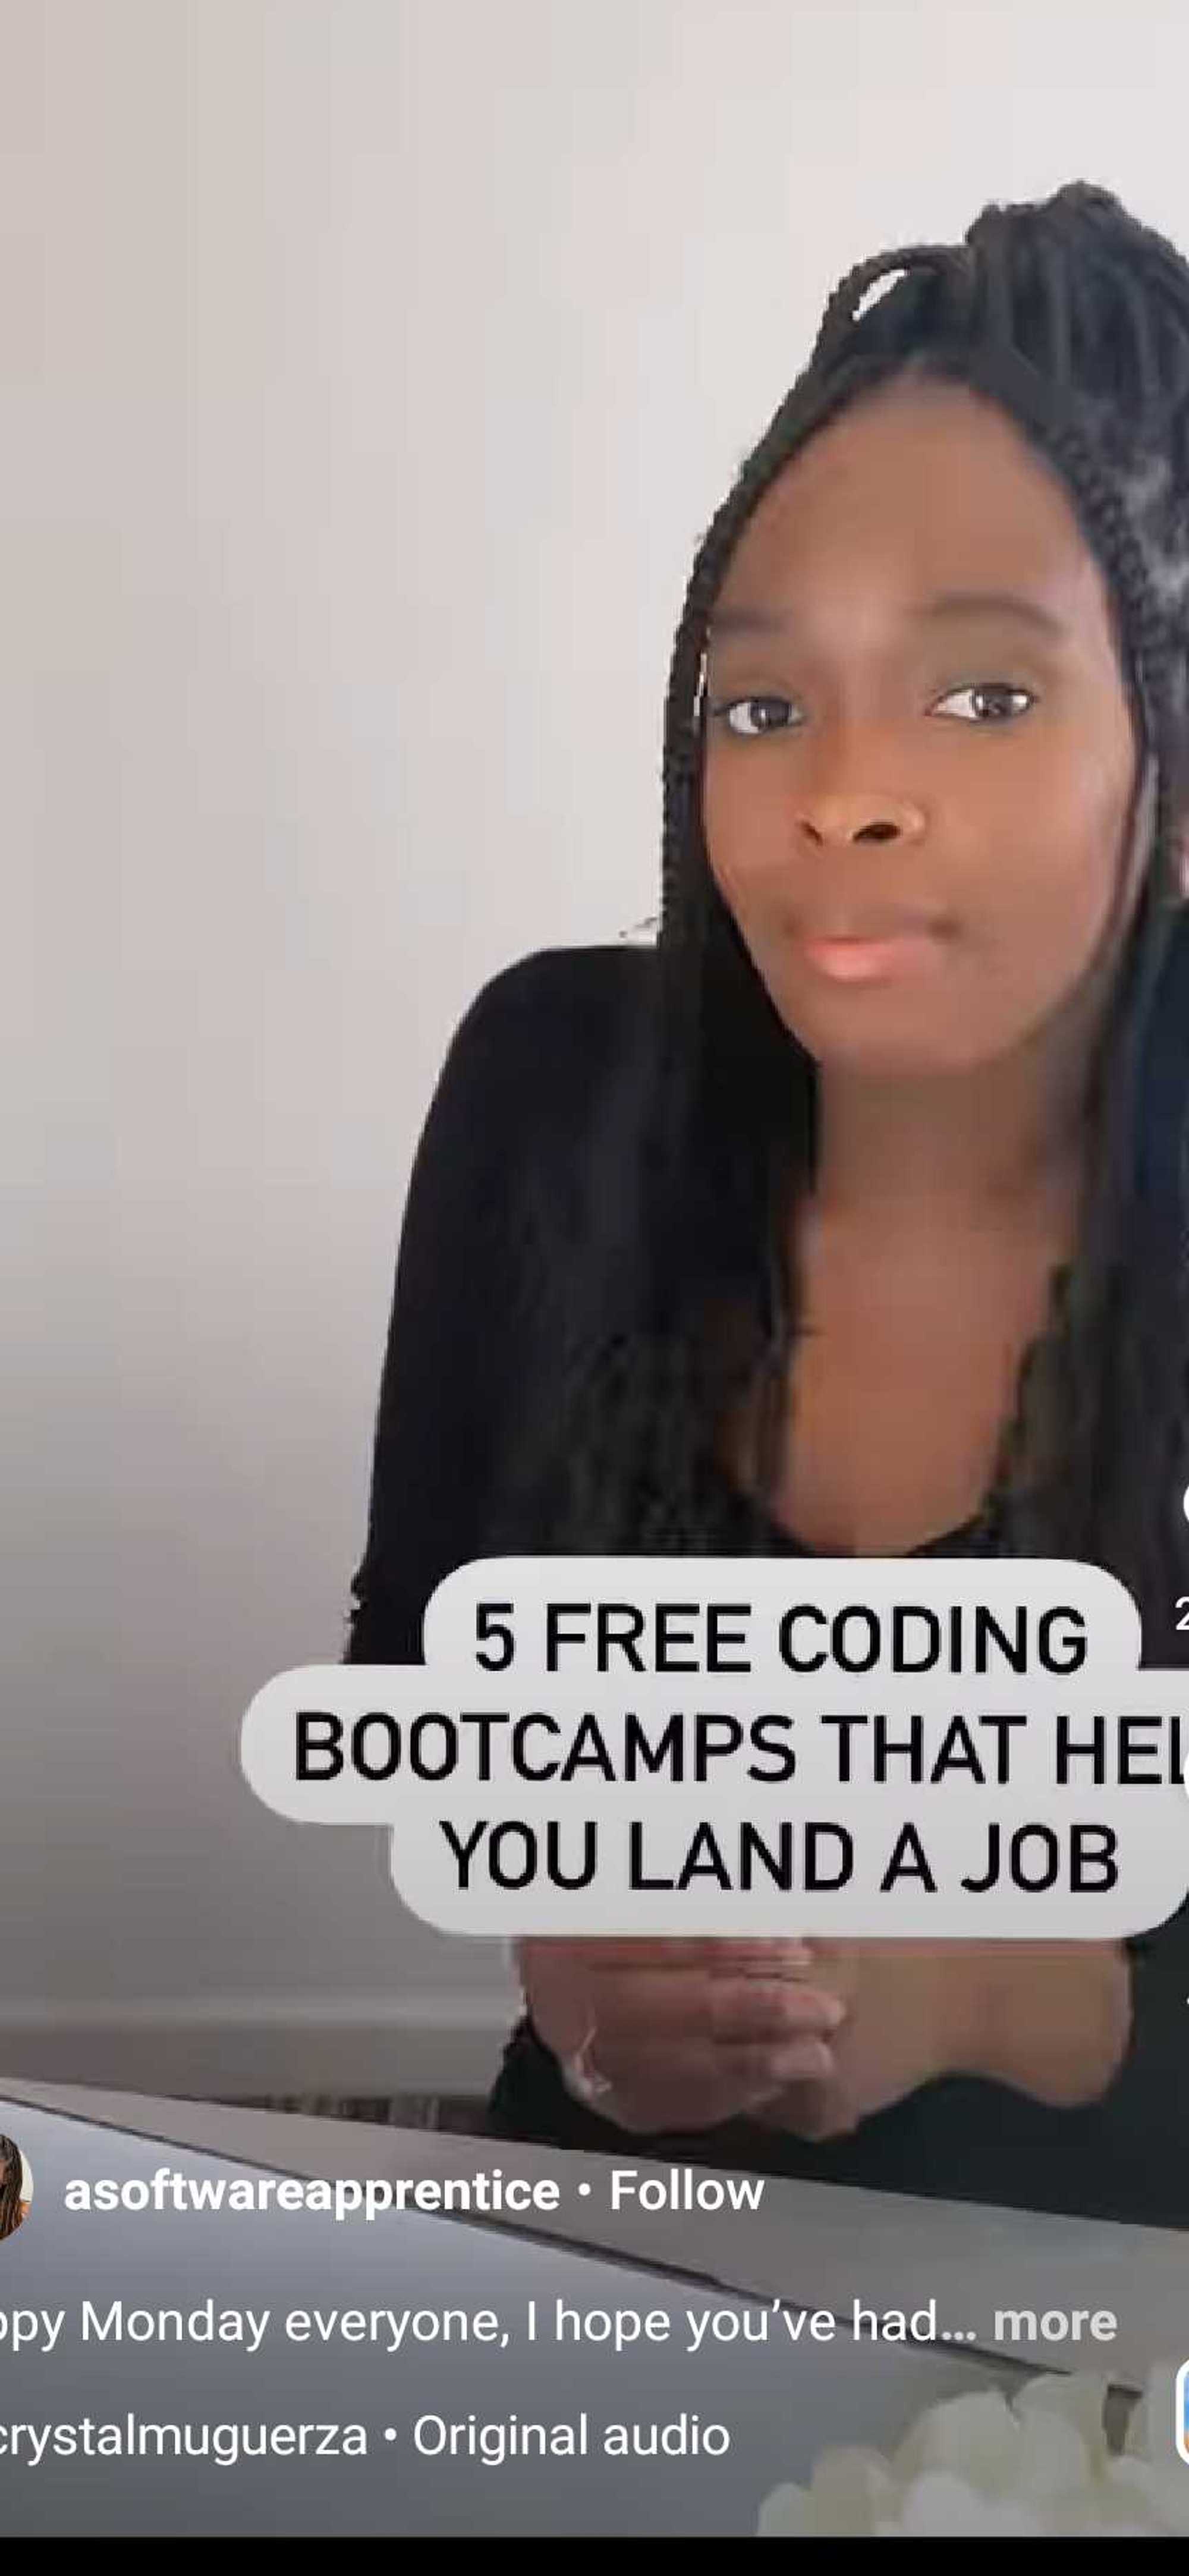 5 FREE CODING
BOOTCAMPS THAT HEL
YOU LAND A JOB
2
asoftwareapprentice • Follow
ppy Monday everyone, I hope you’ve had... more
crystalmuguerza • Original audio